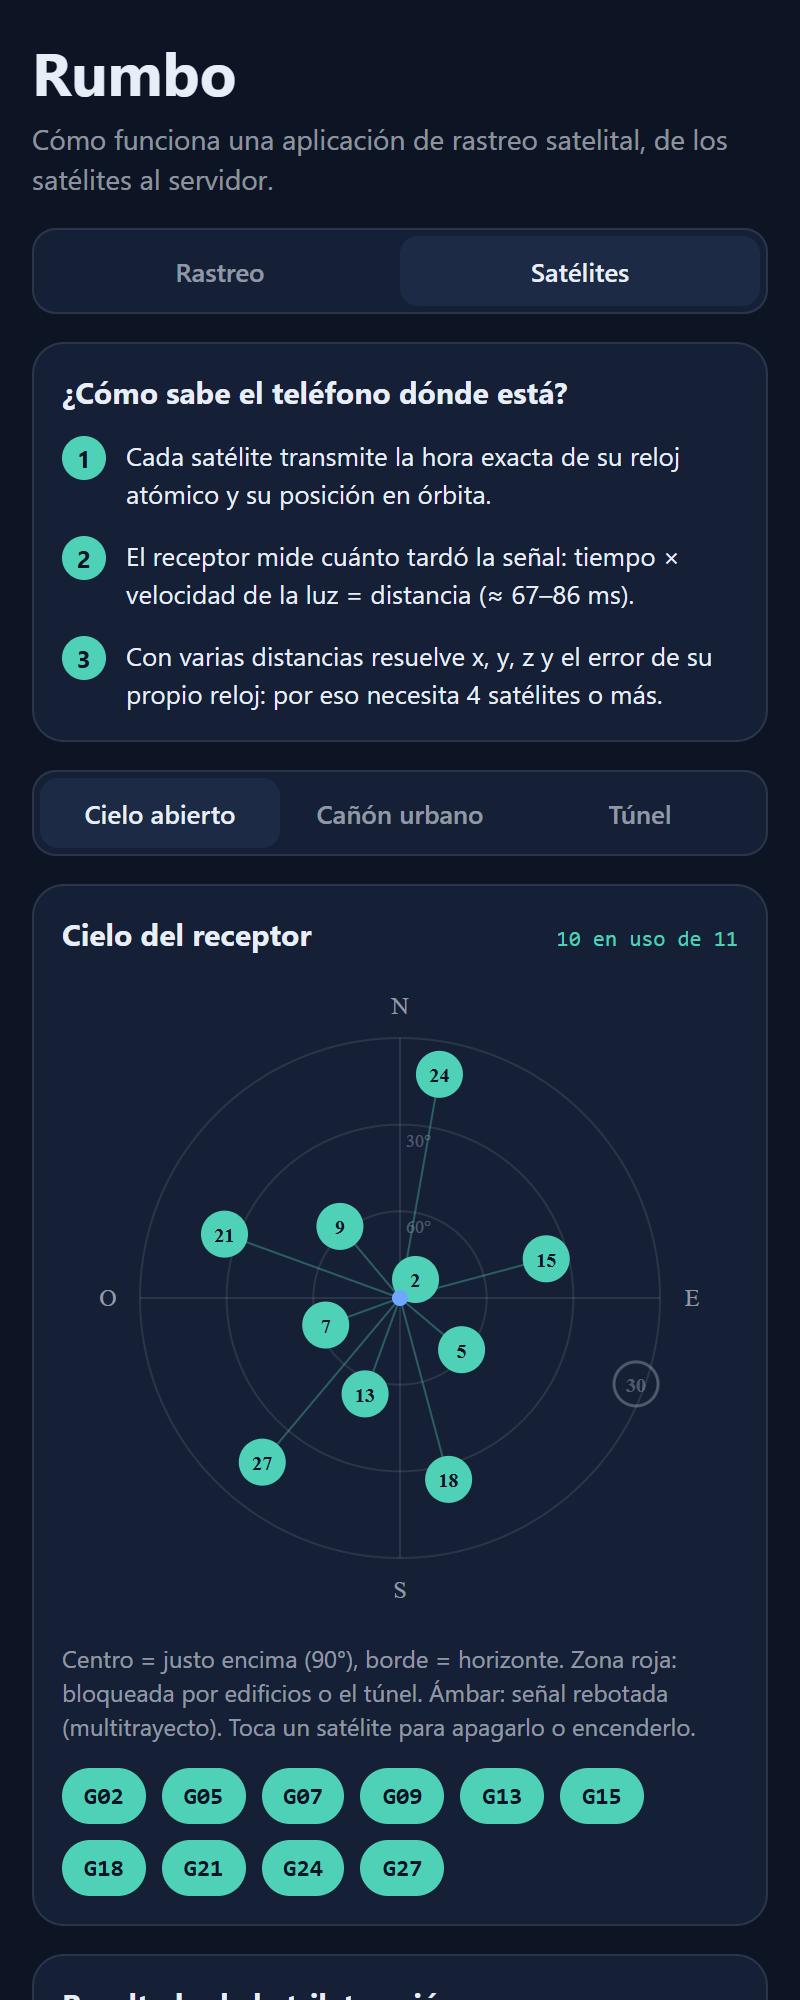 Rumbo
Cómo funciona una aplicación de rastreo satelital, de los
satélites al servidor.
Rastreo
Satélites
¿Cómo sabe el teléfono dónde está?
1
Cada satélite transmite la hora exacta de su reloj
atómico y su posición en órbita.
2
El receptor mide cuánto tardó la señal: tiempo ×
velocidad de la luz = distancia (≈ 67–86 ms).
3
Con varias distancias resuelve x, y, z y el error de su
propio reloj: por eso necesita 4 satélites o más.
Cielo abierto
Cañón urbano
Túnel
Cielo del receptor
10 en uso de 11
N
24
30°
60°
21
9
15
2
O
E
7
5
30
13
27
18
S
Centro = justo encima (90°), borde = horizonte. Zona roja:
bloqueada por edificios o el túnel. Ámbar: señal rebotada
(multitrayecto). Toca un satélite para apagarlo o encenderlo.
G02 G05 G07 G09 G13 G15
G18 G21 G24 G27